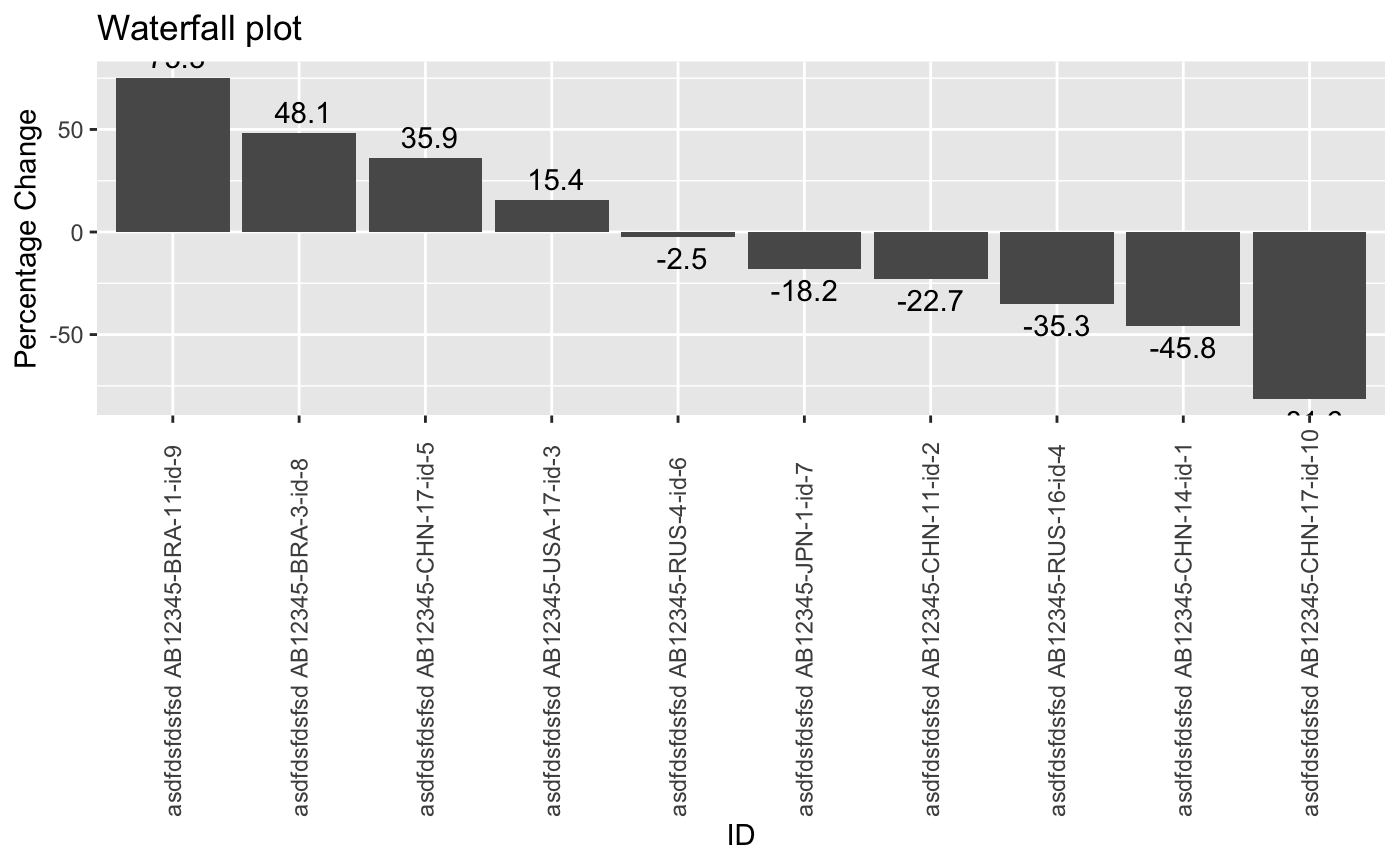 Waterfall plot
Percentage Change
50
0
-50
48.1
35.9
15.4
-2.5
-18.2
-22.7
-35.3
-45.8
asdfdsfdsfsd AB12345-BRA-11-id-9
asdfdsfdsfsd AB12345-BRA-3-id-8
asdfdsfdsfsd AB12345-CHN-17-id-5
asdfdsfdsfsd AB12345-USA-17-id-3
asdfdsfdsfsd AB12345-RUS-4-id-6
asdfdsfdsfsd AB12345-JPN-1-id-7
asdfdsfdsfsd AB12345-CHN-11-id-2
asdfdsfdsfsd AB12345-RUS-16-id-4
asdfdsfdsfsd AB12345-CHN-14-id-1
asdfdsfdsfsd AB12345-CHN-17-id-10
ID